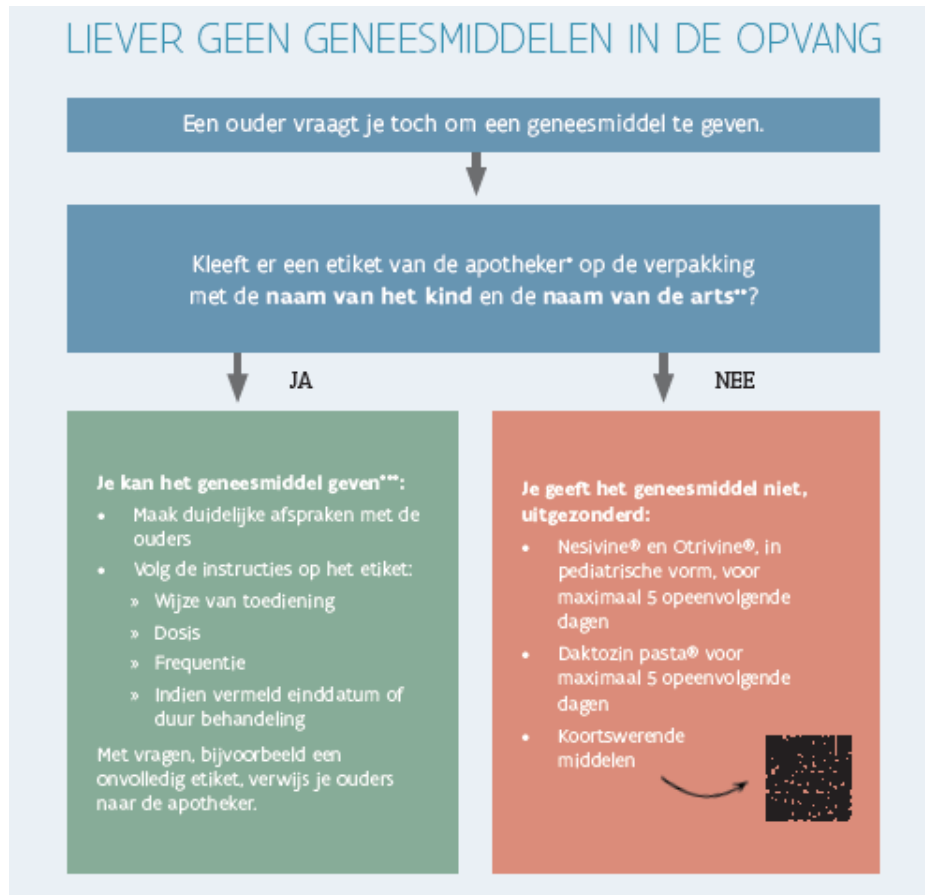 LIEVER GEEN GENEESMIDDELEN IN DE OPVANG
Een ouder vraagt je toch om een geneesmiddel te geven.
Kleeft er een etiket van de apotheker* op de verpakking
met de naam van het kind en de naam van de arts**?
JA
NEE
Je kan het geneesmiddel geven***:
• Maak duidelijke afspraken met de
ouders
• Volg de instructies op het etiket:
» Wijze van toediening
» Dosis
» Frequentie
» Indien vermeld einddatum of
duur behandeling
Met vragen, bijvoorbeeld een
onvolledig etiket, verwijs je ouders
naar de apotheker.
Je geeft het geneesmiddel niet,
uitgezonderd:
• Nesivine® en Otrivine®, in
pediatrische vorm, voor
maximaal 5 opeenvolgende
dagen
• Daktozin pasta® voor
maximaal 5 opeenvolgende
dagen
• Koortswerende
middelen